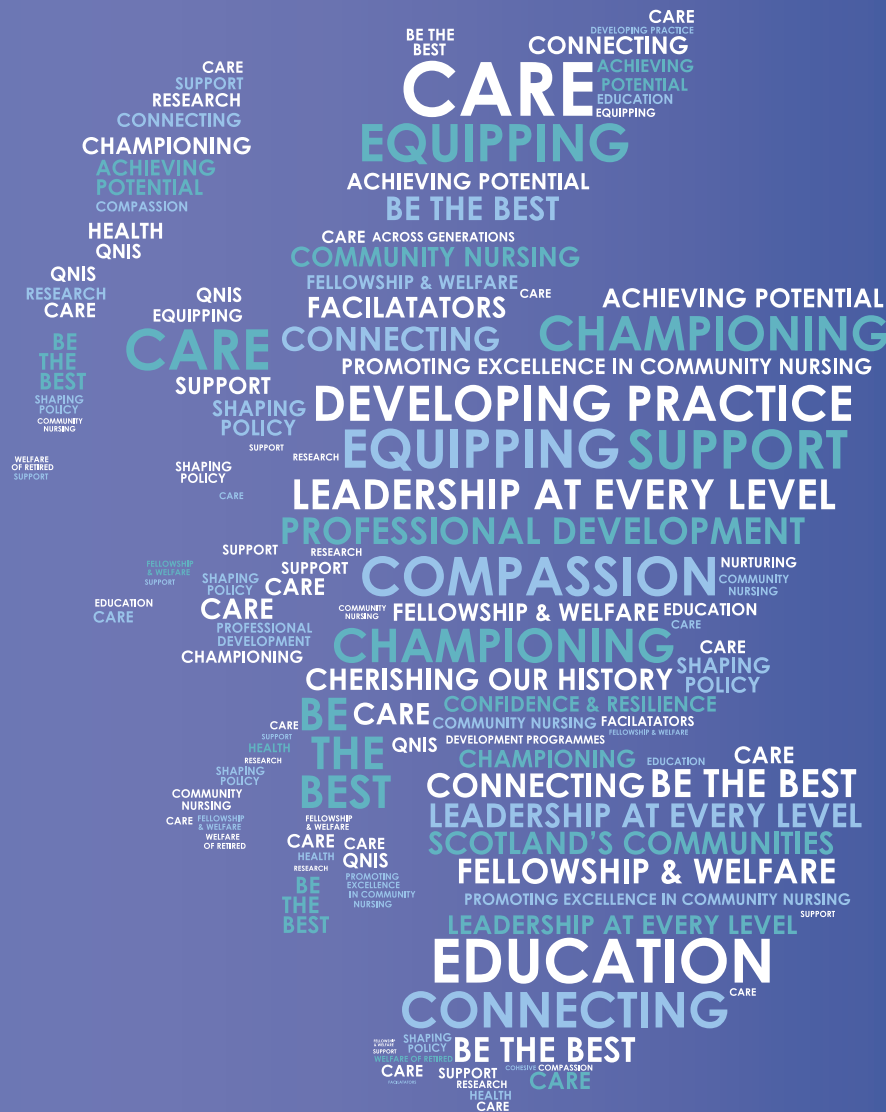 CARE
DEVELOPING PRACTICE
BE THE
BEST
CONNECTING
CARE
SUPPORT
RESEARCH
CONNECTING
CARE
ACHIEVING
POTENTIAL
EDUCATION
EQUIPPING
EQUIPPING
CHAMPIONING
ACHIEVING
POTENTIAL
COMPASSION
ACHIEVING POTENTIAL
BE THE BEST
HEALTH
QNIS
CARE ACROSS GENERATIONS
COMMUNITY NURSING
QNIS
RESEARCH
CARE
FELLOWSHIP & WELFARE
CARE
QNIS
EQUIPPING
FACILATATORS
ACHIEVING POTENTIAL
BE
THE
BEST
CARE
CONNECTING
CHAMPIONING
PROMOTING EXCELLENCE IN COMMUNITY NURSING
SUPPORT
SHAPING
POLICY
COMMUNITY
NURSING
SHAPING
POLICY
DEVELOPING PRACTICE
SUPPORT
RESEARCH
EQUIPPING SUPPORT
WELFARE
OF RETIRED
SUPPORT
SHAPING
POLICY
CARE
LEADERSHIP AT EVERY LEVEL
PROFESSIONAL DEVELOPMENT
SUPPORT
RESEARCH
FELLOWSHIP
& WELFARE
SUPPORT
SHAPING
POLICY
SUPPORT
CARE
COMPASSION
NURTURING
COMMUNITY
NURSING
EDUCATION
CARE
CARE
COMMUNITY
NURSING
FELLOWSHIP & WELFARE
EDUCATION
CARE
PROFESSIONAL
DEVELOPMENT
CHAMPIONING
CHAMPIONING
CARE
SHAPING
POLICY
CHERISHING OUR HISTORY
BE
THE
BEST
CARE
CONFIDENCE & RESILIENCE
COMMUNITY NURSING
FACILATATORS
FELLOWSHIP & WELFARE
CARE
SUPPORT
HEALTH
RESEARCH
QNIS
DEVELOPMENT PROGRAMMES
CHAMPIONING
EDUCATION
CARE
SHAPING
POLICY
COMMUNITY
NURSING
CONNECTING
BE THE BEST
LEADERSHIP AT EVERY LEVEL
CARE
FELLOWSHIP
& WELFARE
WELFARE
OF RETIRED
FELLOWSHIP
& WELFARE
CARE
HEALTH
RESEARCH
CARE
QNIS
SCOTLAND'S COMMUNITIES
FELLOWSHIP & WELFARE
BE
THE
BEST
PROMOTING
EXCELLENCE
IN COMMUNITY
NURSING
PROMOTING EXCELLENCE IN COMMUNITY NURSING
LEADERSHIP AT EVERY LEVEL
SUPPORT
EDUCATION
CONNECTING
CARE
FELLOWSHIP
& WELFARE
SUPPORT
SHAPING
POLICY
WELFARE OF RETIRED
BE THE BEST
CARE
FACILATATORS
SUPPORT
COHESIVE
COMPASSION
CARE
RESEARCH
HEALTH
CARE